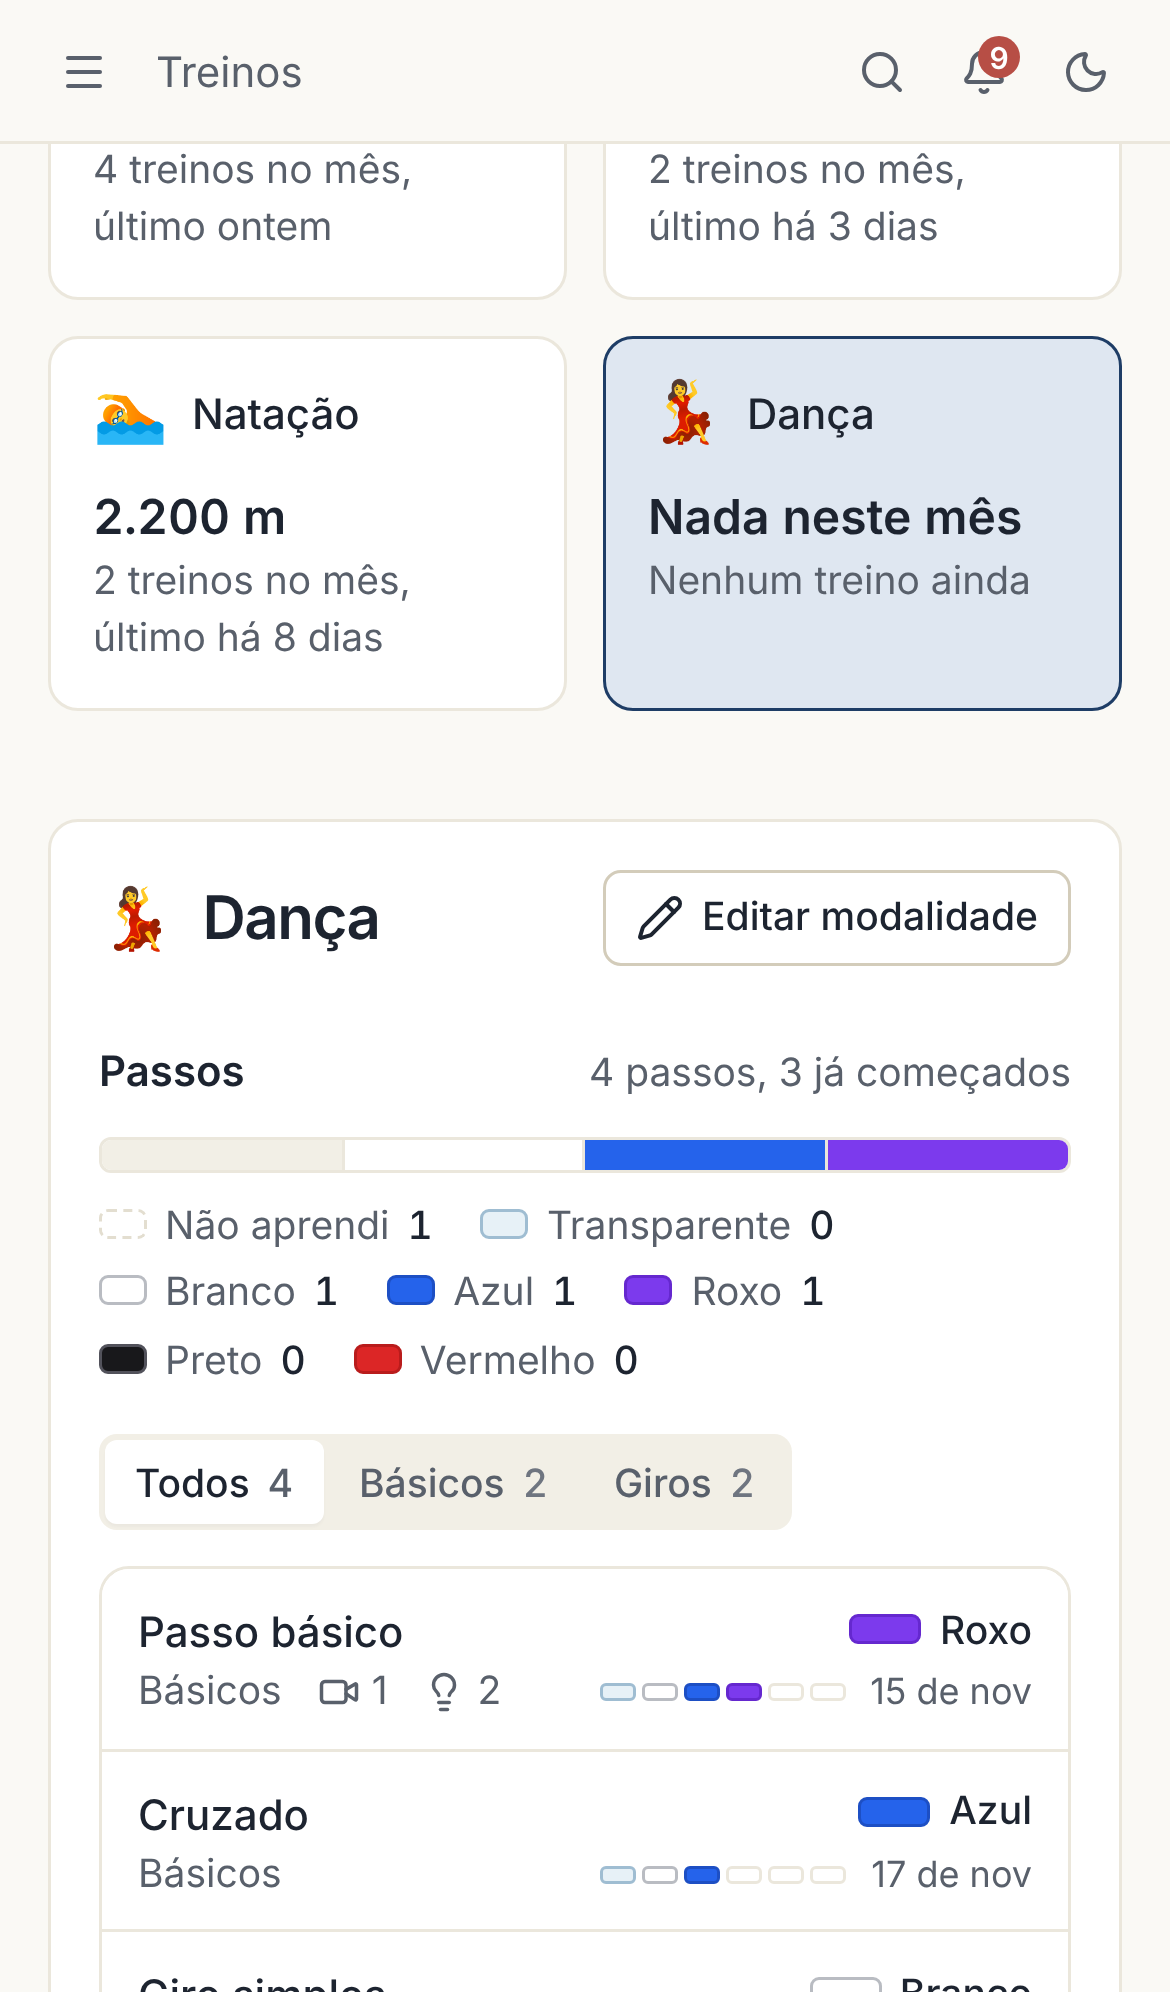 Treinos
9
4 treinos no mês,
último ontem
2 treinos no mês,
último há 3 dias
Natação
2.200 m
2 treinos no mês,
último há 8 dias
Dança
Nada neste mês
Nenhum treino ainda
Dança
Editar modalidade
Passos
4 passos, 3 já começados
Não aprendi 1
Transparente 0
Branco 1
Azul 1
Roxo 1
Preto 0
Vermelho 0
Todos 4
Básicos 2
Giros 2
Passo básico
Roxo
Básicos 1 2
15 de nov
Cruzado
Azul
Básicos
17 de nov
Giro simples
Branco